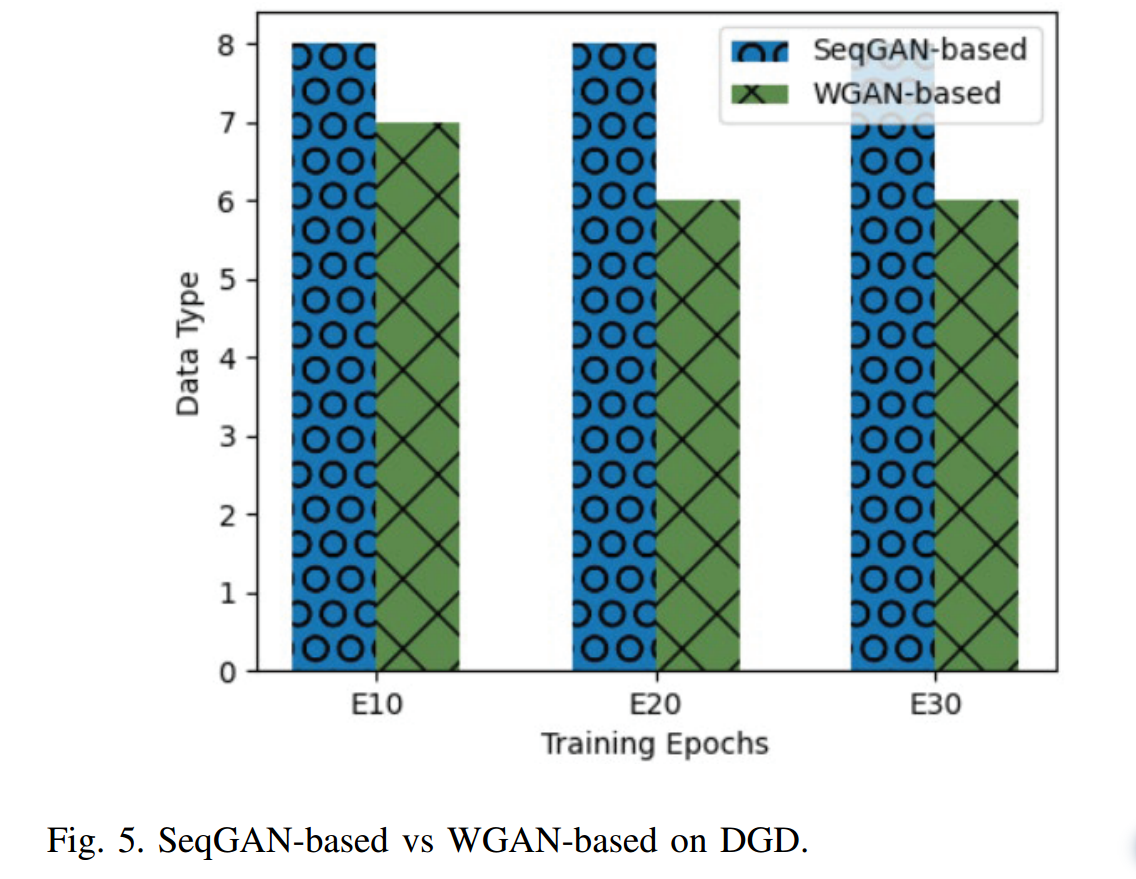 8
7
6
5
4
3
2
1
0
Data Type
SeqGAN-based
WGAN-based
E10 E20 E30
Training Epochs
Fig. 5. SeqGAN-based vs WGAN-based on DGD.